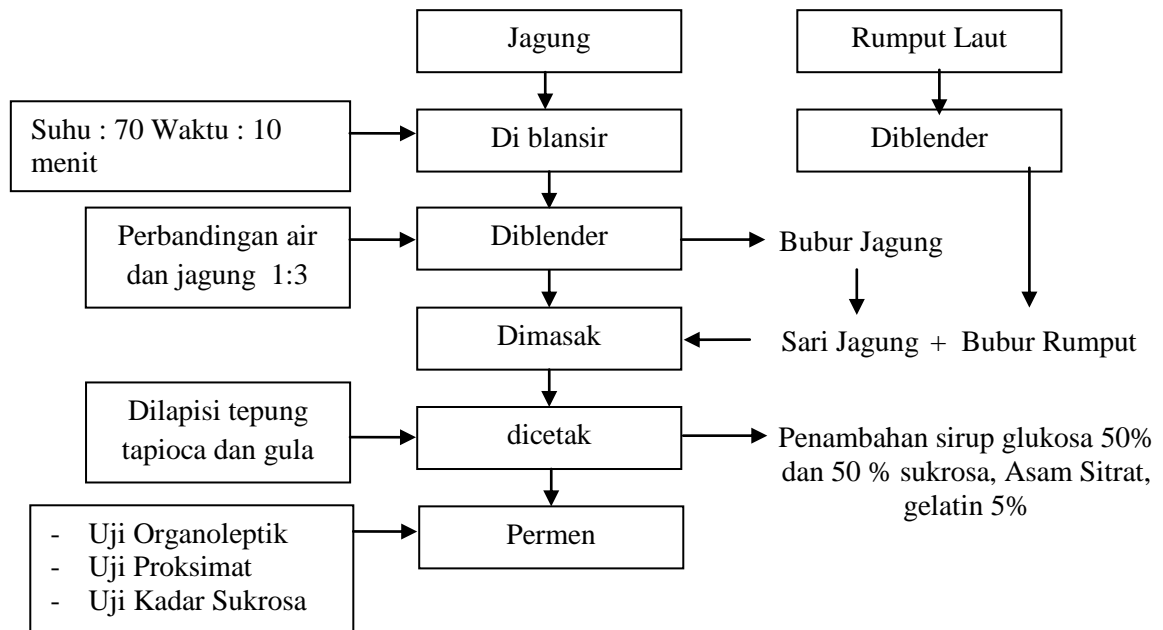 Jagung
Rumput Laut
Suhu : 70 Waktu : 10
menit
Di blansir
Diblender
Perbandingan air
dan jagung 1:3
Diblender
Bubur Jagung
Dimasak
Sari Jagung + Bubur Rumput
Dilapisi tepung
tapioca dan gula
dicetak
Penambahan sirup glukosa 50%
dan 50 % sukrosa, Asam Sitrat,
gelatin 5%
- Uji Organoleptik
- Uji Proksimat
- Uji Kadar Sukrosa
Permen